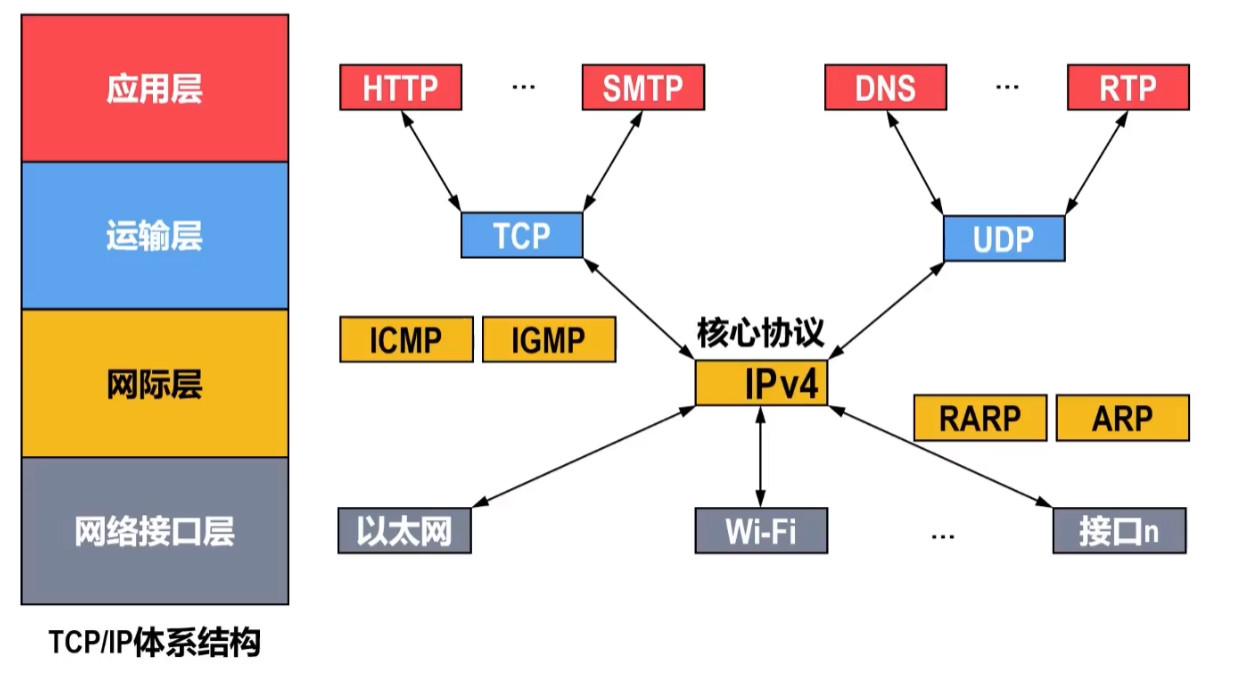 应用层
HTTP ... SMTP DNS ... RTP
运输层
TCP UDP
网际层
ICMP IGMP
核心协议
IPv4
RARP ARP
网络接口层
以太网 Wi-Fi ... 接口n
TCP/IP体系结构